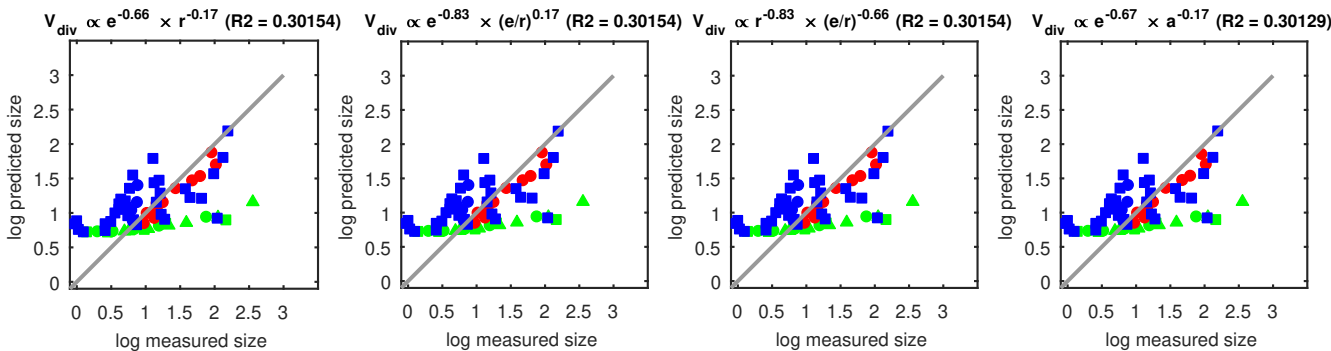 V_div ∝ e^-0.66 × r^-0.17 (R2 = 0.30154)
V_div ∝ e^-0.83 × (e/r)^0.17 (R2 = 0.30154)
V_div ∝ r^-0.83 × (e/r)^-0.66 (R2 = 0.30154)
V_div ∝ e^-0.67 × a^-0.17 (R2 = 0.30129)
log predicted size
3
2.5
2
1.5
1
0.5
0
0 0.5 1 1.5 2 2.5 3
log measured size
log predicted size
3
2.5
2
1.5
1
0.5
0
0 0.5 1 1.5 2 2.5 3
log measured size
log predicted size
3
2.5
2
1.5
1
0.5
0
0 0.5 1 1.5 2 2.5 3
log measured size
log predicted size
3
2.5
2
1.5
1
0.5
0
0 0.5 1 1.5 2 2.5 3
log measured size